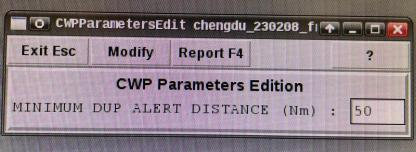 CWPParametersEdit chengdu_230208_f
Exit Esc Modify Report F4 ?
CWP Parameters Edition
MINIMUM DUP ALERT DISTANCE (Nm) : 50